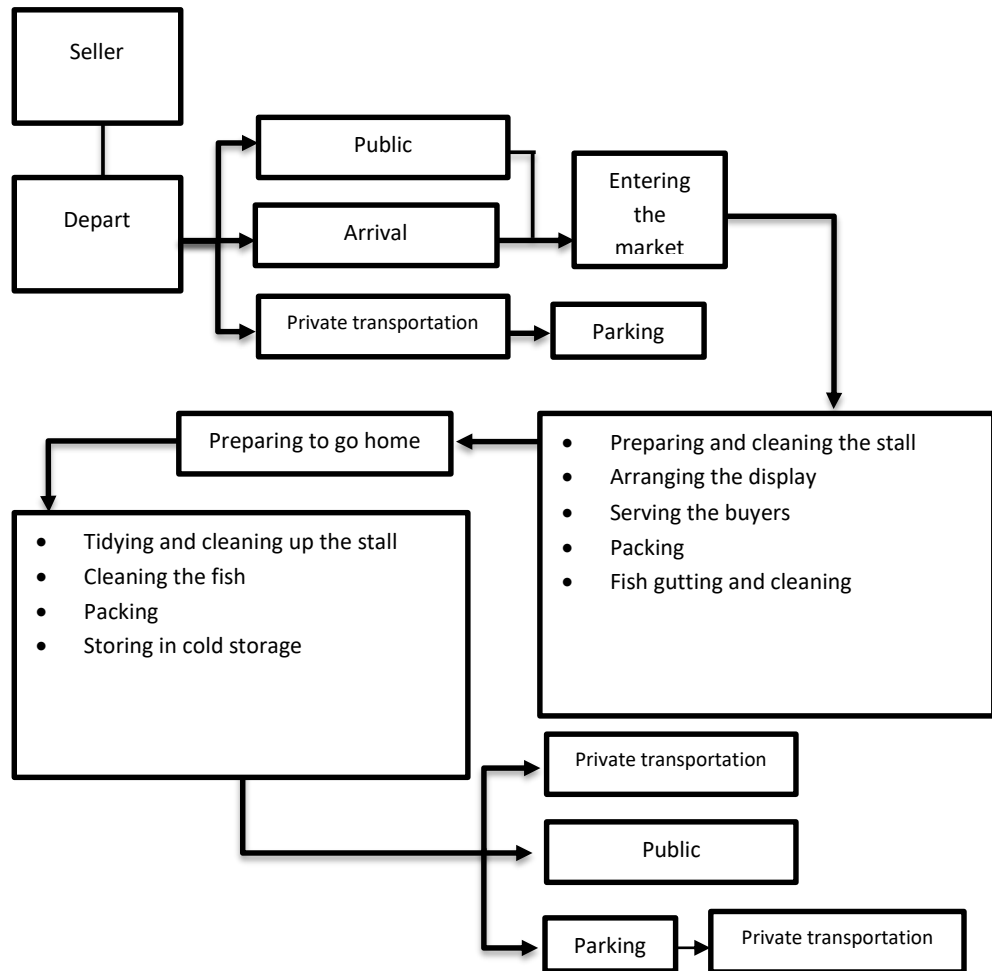 Seller
Depart
Public
Arrival
Private transportation
Entering
the
market
Parking
Preparing to go home
• Preparing and cleaning the stall
• Arranging the display
• Serving the buyers
• Packing
• Fish gutting and cleaning
• Tidying and cleaning up the stall
• Cleaning the fish
• Packing
• Storing in cold storage
Private transportation
Public
Parking
Private transportation